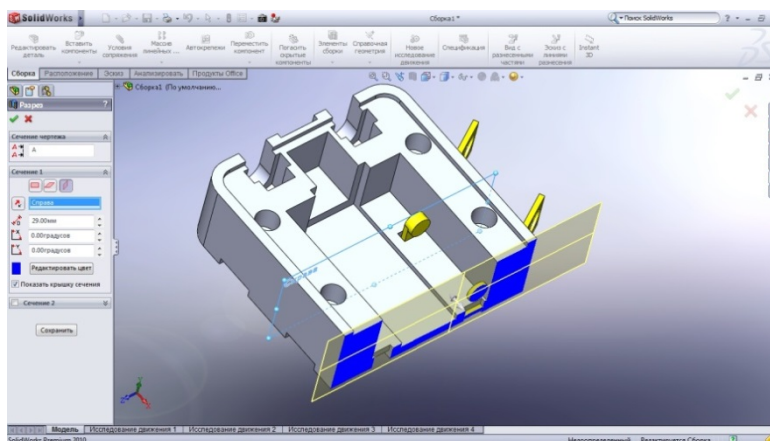 SolidWorks
Сборка1 *
Поиск SolidWorks
Редактировать деталь
Вставить компоненты
Условия сопряжения
Массив линейных ...
Автокрепежи
Переместить компонент
Погасить скрытые компоненты
Элементы сборки
Справочная геометрия
Новое исследование движения
Спецификация
Вид с разнесенными частями
Эскиз с линиями разнесения
Instant 3D
Сборка Расположение Эскиз Анализировать Продукты Office
Сборка1 (По умолчанию...
Разрез
?
Сечение чертежа
A
Сечение 1
Справа
29.00мм
0.00градусов
0.00градусов
Редактировать цвет
Показать крышку сечения
Сечение 2
Сохранить
Модель Исследование движения 1 Исследование движения 2 Исследование движения 3 Исследование движения 4
SolidWorks Premium 2010 Недоопределенный Редактируется Сборка